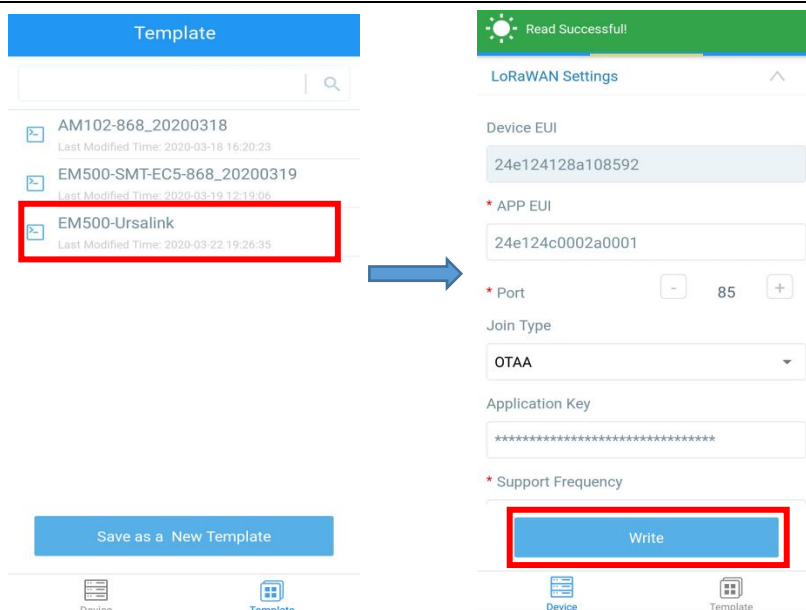 Template
AM102-868_20200318
Last Modified Time: 2020-03-18 16:20:23
EM500-SMT-EC5-868_20200319
Last Modified Time: 2020-03-19 12:19:06
EM500-Ursalink
Last Modified Time: 2020-03-22 19:26:35
Save as a New Template
Device
Template
Read Successful!
LoRaWAN Settings
Device EUI
24e124128a108592
* APP EUI
24e124c0002a0001
* Port - 85 +
Join Type
OTAA
Application Key
********************************
* Support Frequency
Write
Device
Template